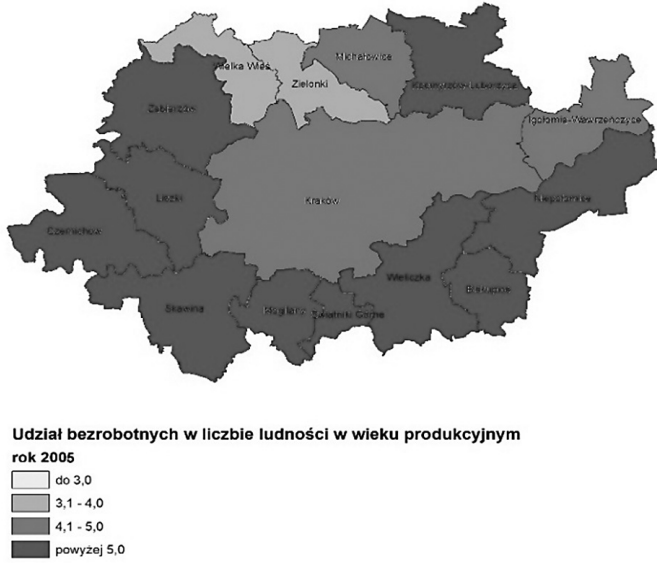 Michałowice
Wielka Wieś
Zielonki
Kocmyrzów-Luborzyca
Zabierzów
Igołomia-Wawrzeńczyce
Liszki
Kraków
Niepołomice
Czernichów
Wieliczka
Biskupice
Skawina
Mogilany
Świątniki Górne
Udział bezrobotnych w liczbie ludności w wieku produkcyjnym
rok 2005
do 3,0
3,1 - 4,0
4,1 - 5,0
powyżej 5,0